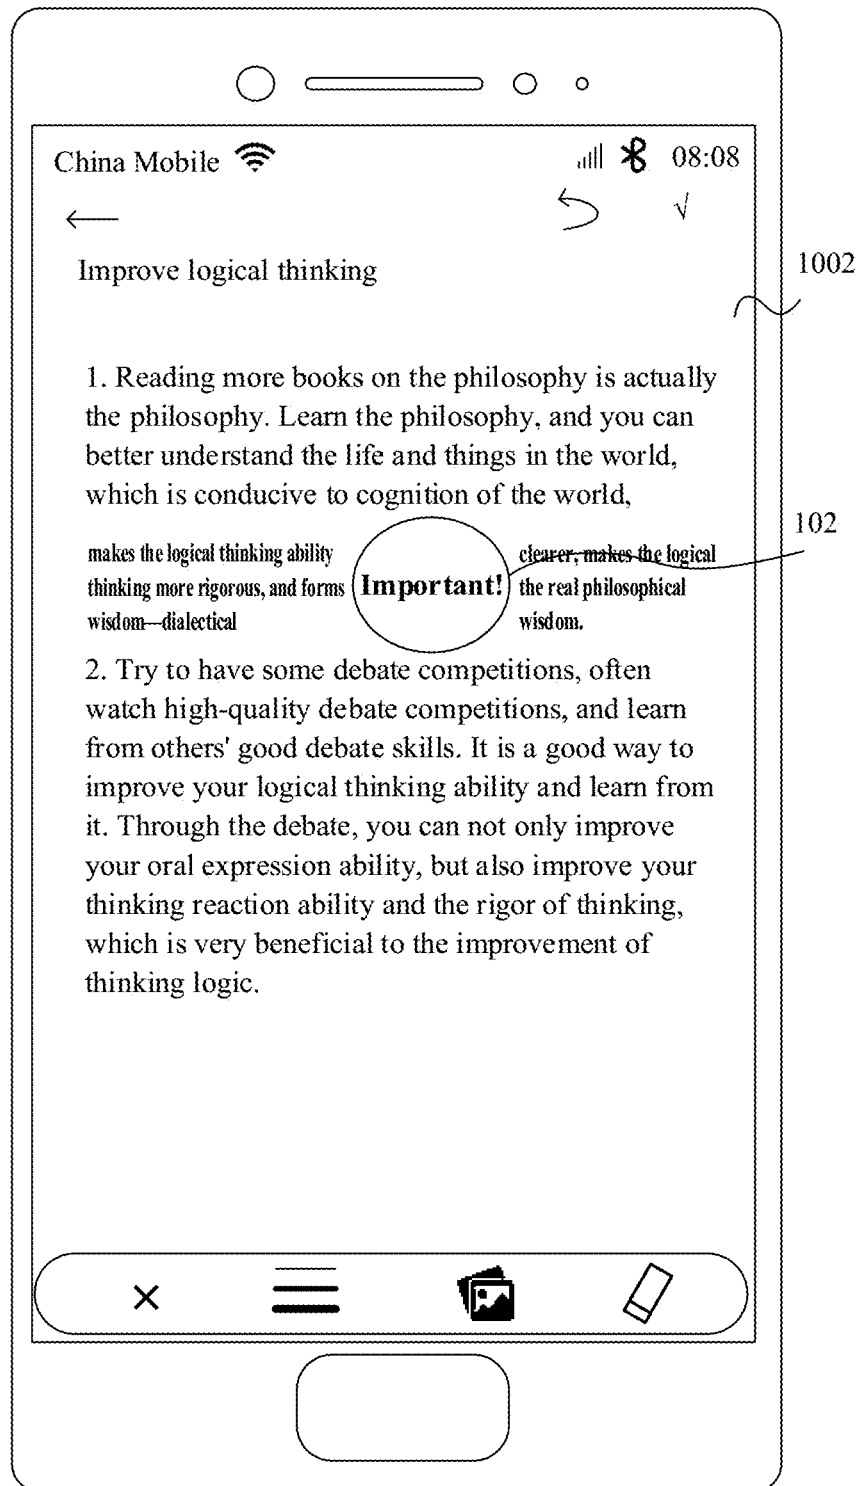 China Mobile 08:08
√
Improve logical thinking
1002
1. Reading more books on the philosophy is actually
the philosophy. Learn the philosophy, and you can
better understand the life and things in the world,
which is conducive to cognition of the world,
102
makes the logical thinking ability clearer, makes the logical
thinking more rigorous, and forms Important! the real philosophical
wisdom—dialectical wisdom.
2. Try to have some debate competitions, often
watch high-quality debate competitions, and learn
from others' good debate skills. It is a good way to
improve your logical thinking ability and learn from
it. Through the debate, you can not only improve
your oral expression ability, but also improve your
thinking reaction ability and the rigor of thinking,
which is very beneficial to the improvement of
thinking logic.